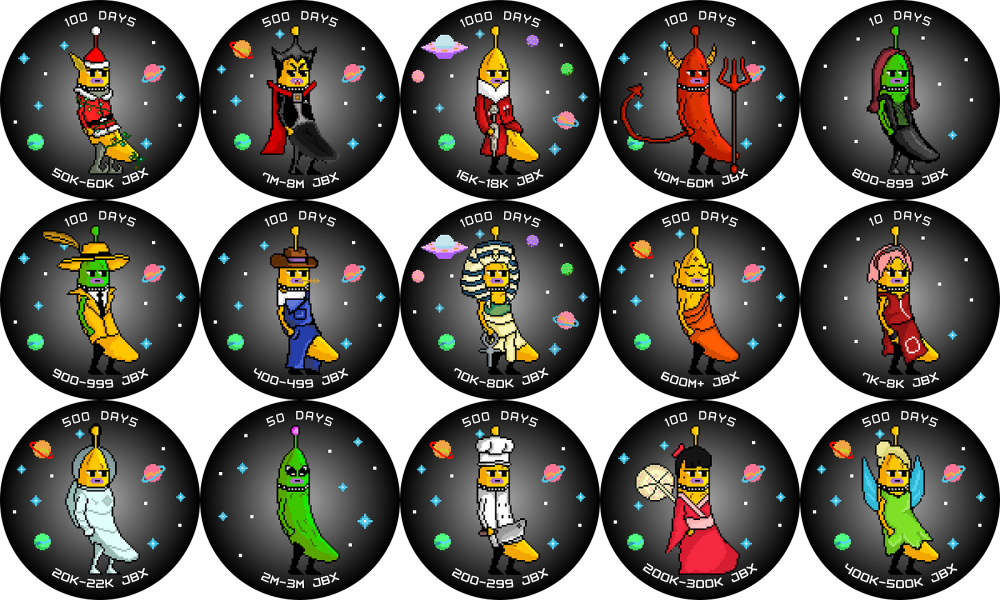 100 DAYS
50K-60K JBX
500 DAYS
7M-8M JBX
1000 DAYS
16K-18K JBX
100 DAYS
40M-60M JBX
10 DAYS
800-899 JBX
100 DAYS
900-999 JBX
100 DAYS
400-499 JBX
1000 DAYS
70K-80K JBX
500 DAYS
600M+ JBX
10 DAYS
7K-8K JBX
500 DAYS
20K-22K JBX
50 DAYS
2M-3M JBX
500 DAYS
200-299 JBX
100 DAYS
200K-300K JBX
500 DAYS
400K-500K JBX